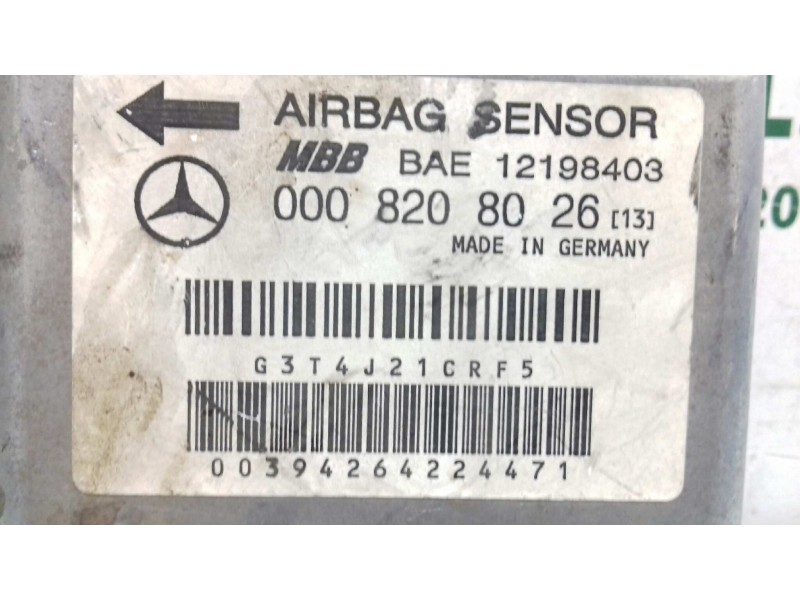 AIRBAG SENSOR
MBB BAE 12198403
000 820 80 26 [13]
MADE IN GERMANY
G3T4J21CRF5
00394264224471